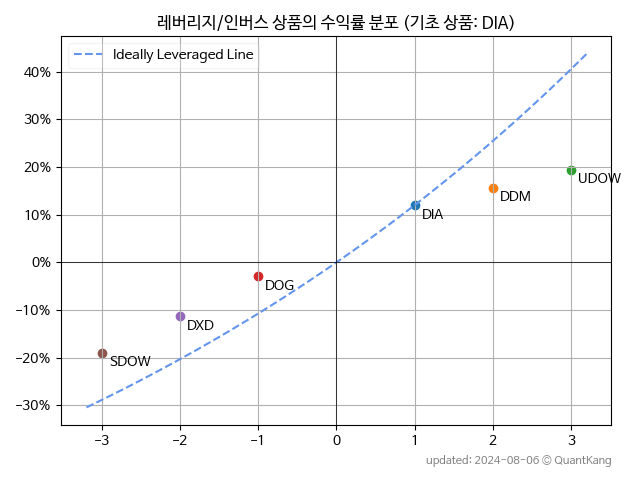 레버리지/인버스 상품의 수익률 분포 (기초 상품: DIA)
Ideally Leveraged Line
40%
30%
20%
10%
0%
−10%
−20%
−30%
UDOW
DDM
DIA
DOG
DXD
SDOW
−3 −2 −1 0 1 2 3
updated: 2024-08-06 © QuantKang